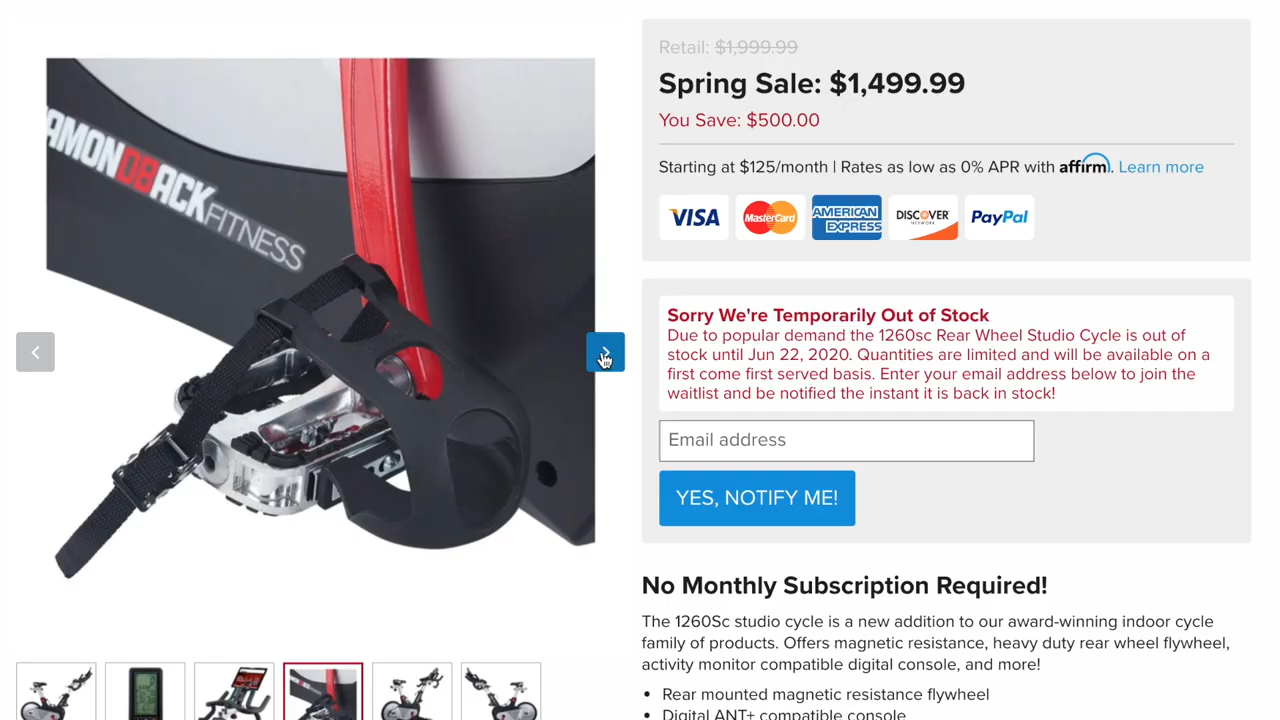 AMONDBACK FITNESS
Retail: $1,999.99
Spring Sale: $1,499.99
You Save: $500.00
Starting at $125/month | Rates as low as 0% APR with affirm. Learn more
VISA MasterCard AMERICAN EXPRESS DISCOVER NETWORK PayPal
Sorry We're Temporarily Out of Stock
Due to popular demand the 1260sc Rear Wheel Studio Cycle is out of
stock until Jun 22, 2020. Quantities are limited and will be available on a
first come first served basis. Enter your email address below to join the
waitlist and be notified the instant it is back in stock!
Email address
YES, NOTIFY ME!
No Monthly Subscription Required!
The 1260Sc studio cycle is a new addition to our award-winning indoor cycle
family of products. Offers magnetic resistance, heavy duty rear wheel flywheel,
activity monitor compatible digital console, and more!
• Rear mounted magnetic resistance flywheel
• Digital ANT+ compatible console